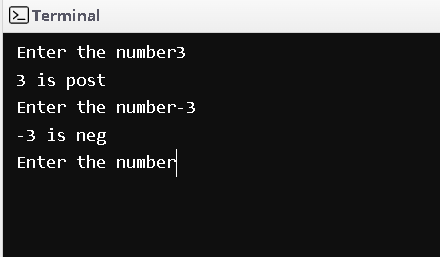 Terminal
Enter the number3
3 is post
Enter the number-3
-3 is neg
Enter the number